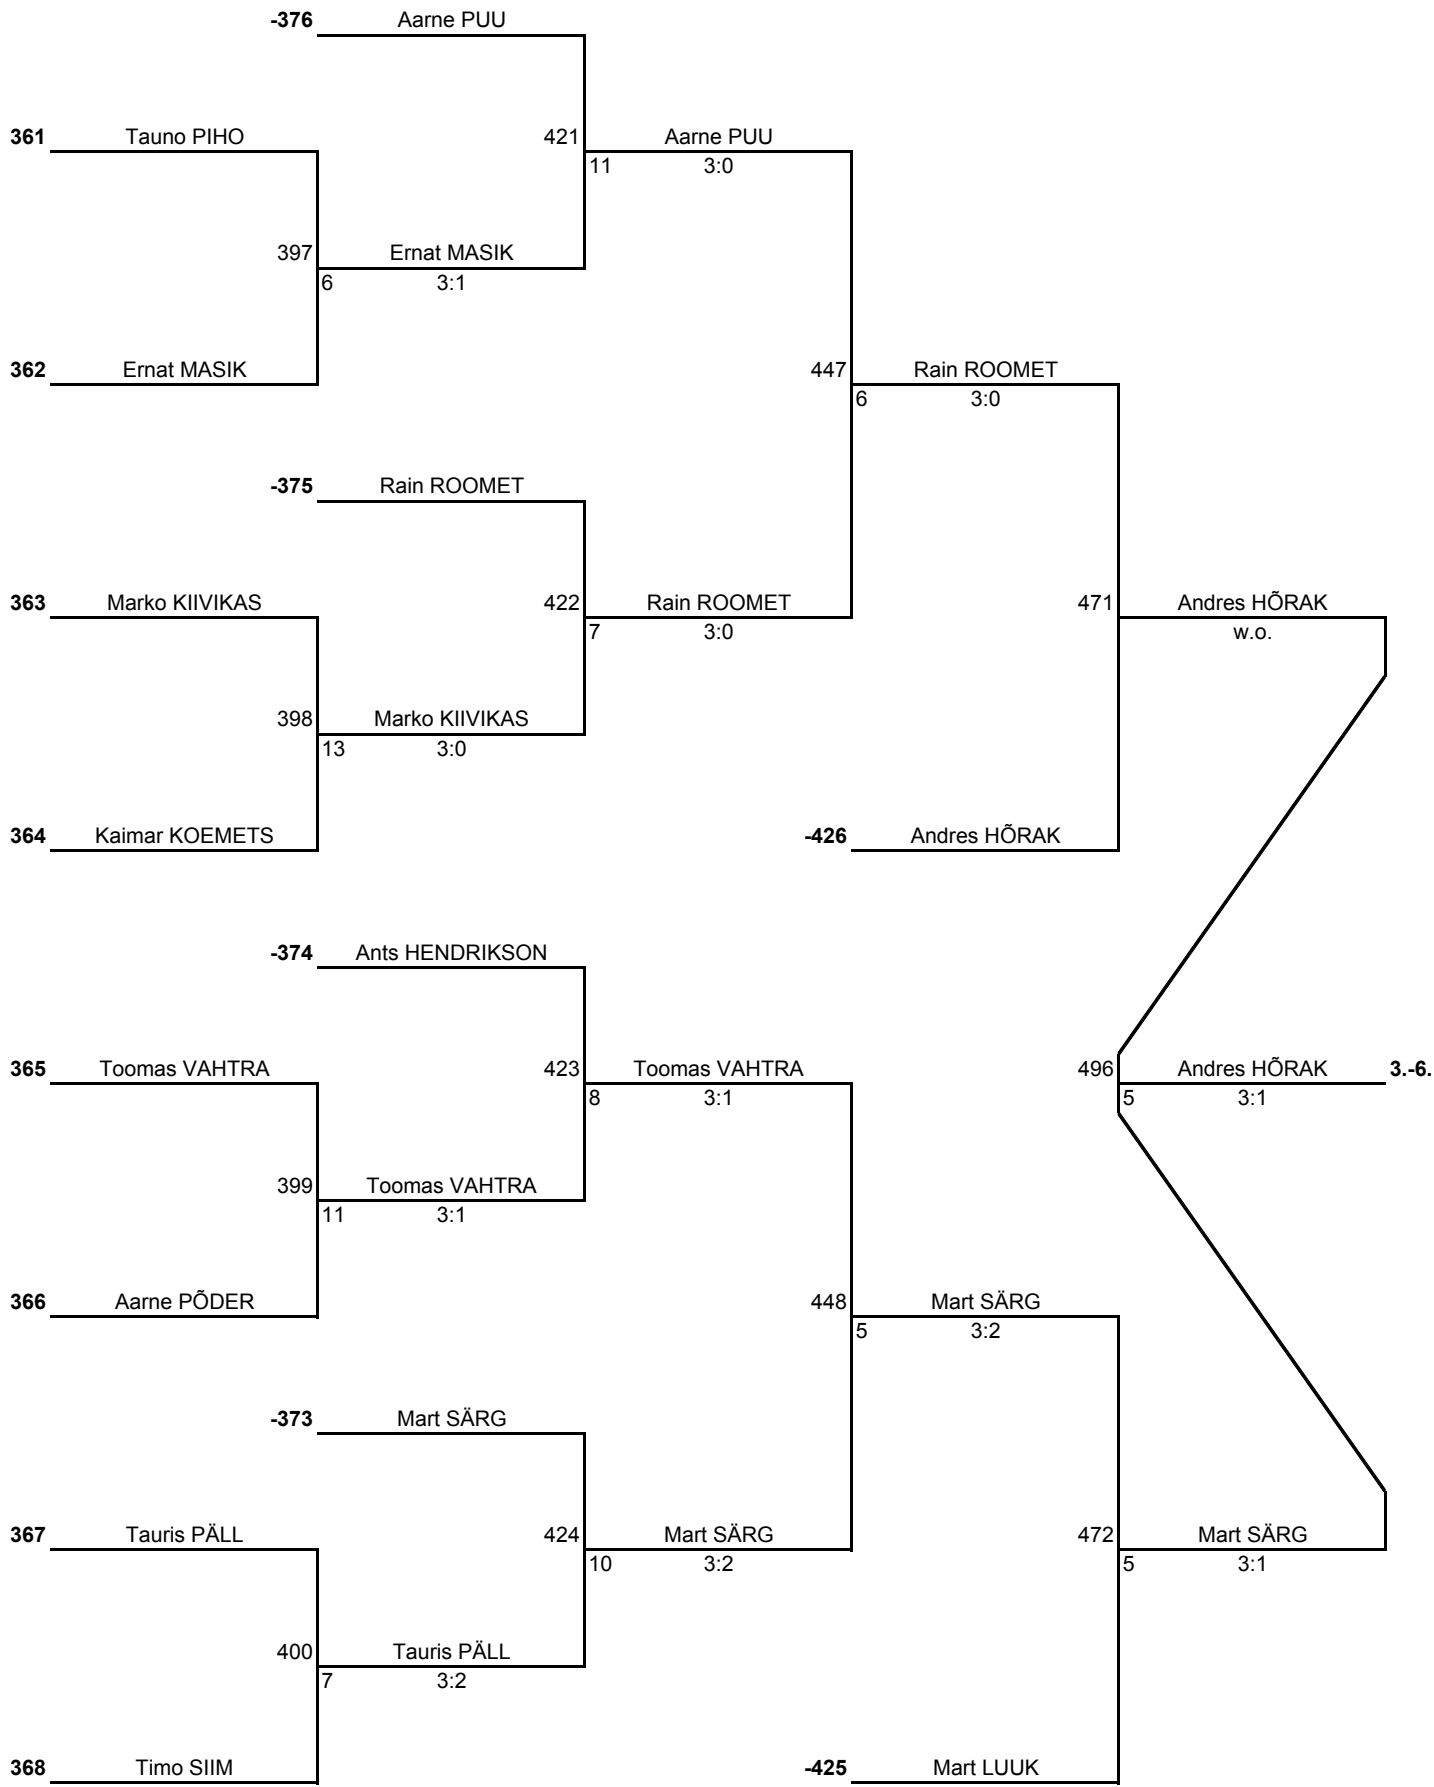 -376 Aarne PUU
361 Tauno PIHO 421 Aarne PUU
11 3:0
397 Ernat MASIK
6 3:1
362 Ernat MASIK 447 Rain ROOMET
6 3:0
-375 Rain ROOMET
363 Marko KIIVIKAS 422 Rain ROOMET 471 Andres HÕRAK
7 3:0 w.o.
398 Marko KIIVIKAS
13 3:0
364 Kaimar KOEMETS -426 Andres HÕRAK
-374 Ants HENDRIKSON
365 Toomas VAHTRA 423 Toomas VAHTRA 496 Andres HÕRAK 3.-6.
8 3:1 5 3:1
399 Toomas VAHTRA
11 3:1
366 Aarne PÕDER 448 Mart SÄRG
5 3:2
-373 Mart SÄRG
367 Tauris PÄLL 424 Mart SÄRG 472 Mart SÄRG
10 3:2 5 3:1
400 Tauris PÄLL
7 3:2
368 Timo SIIM -425 Mart LUUK